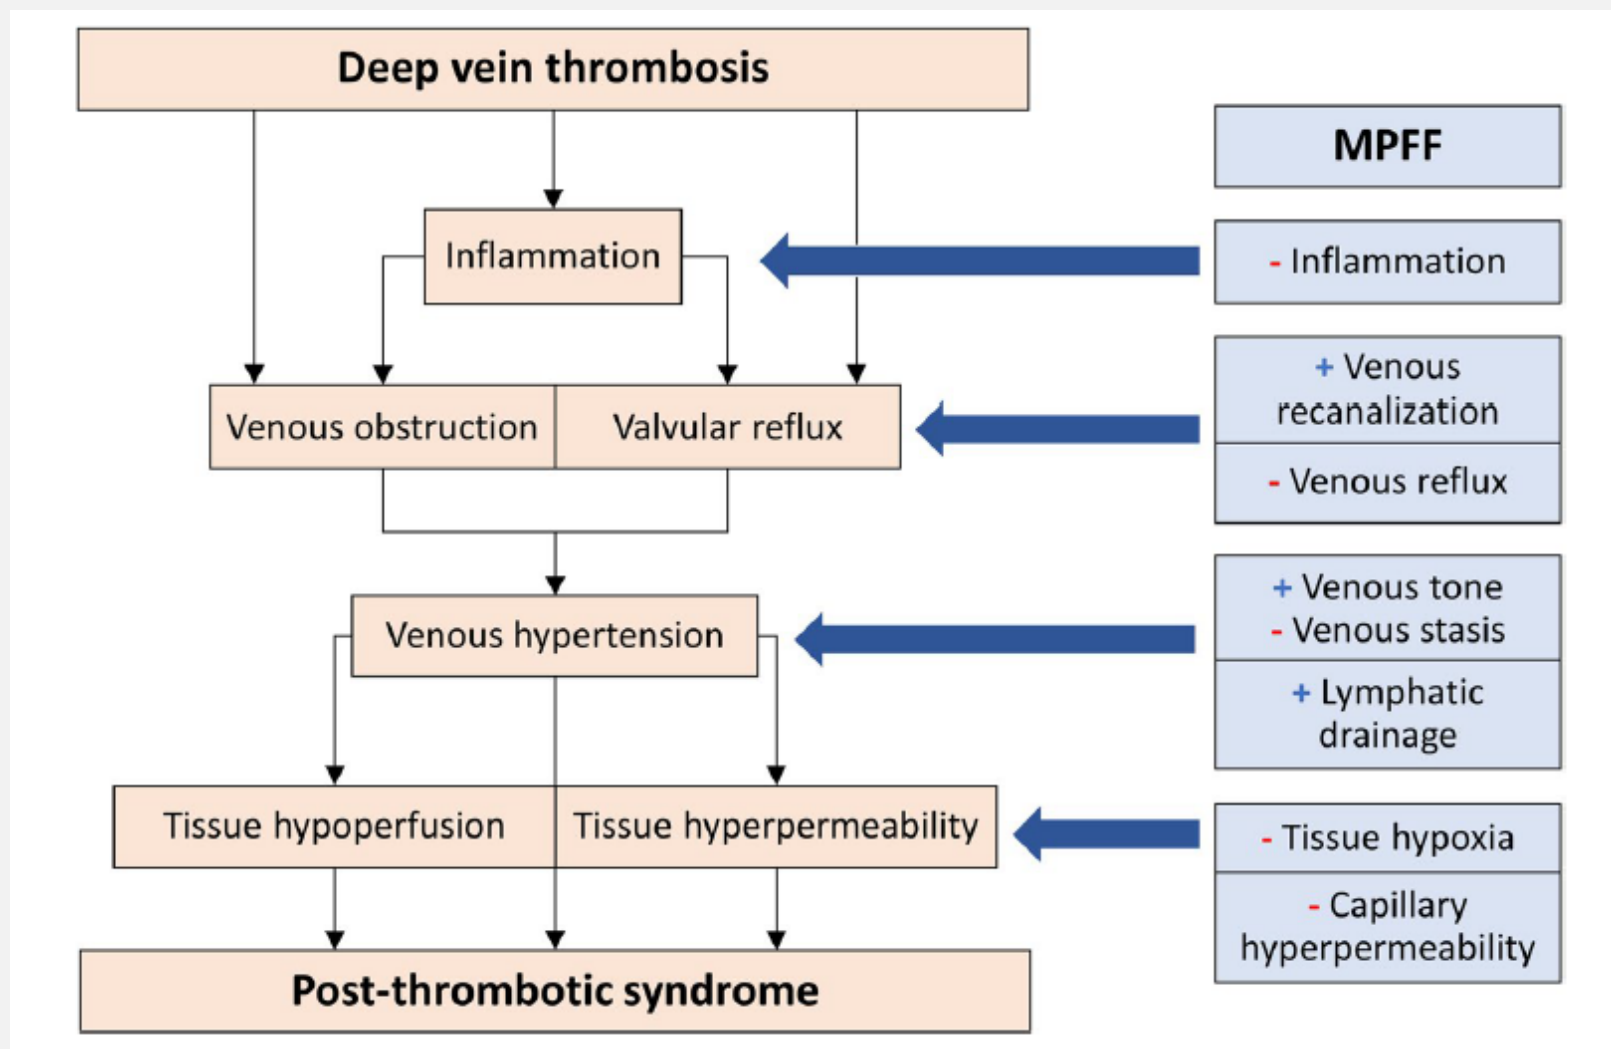 Deep vein thrombosis
Inflammation
Venous obstruction
Valvular reflux
Venous hypertension
Tissue hypoperfusion
Tissue hyperpermeability
Post-thrombotic syndrome
MPFF
- Inflammation
+ Venous
recanalization
- Venous reflux
+ Venous tone
- Venous stasis
+ Lymphatic
drainage
- Tissue hypoxia
- Capillary
hyperpermeability